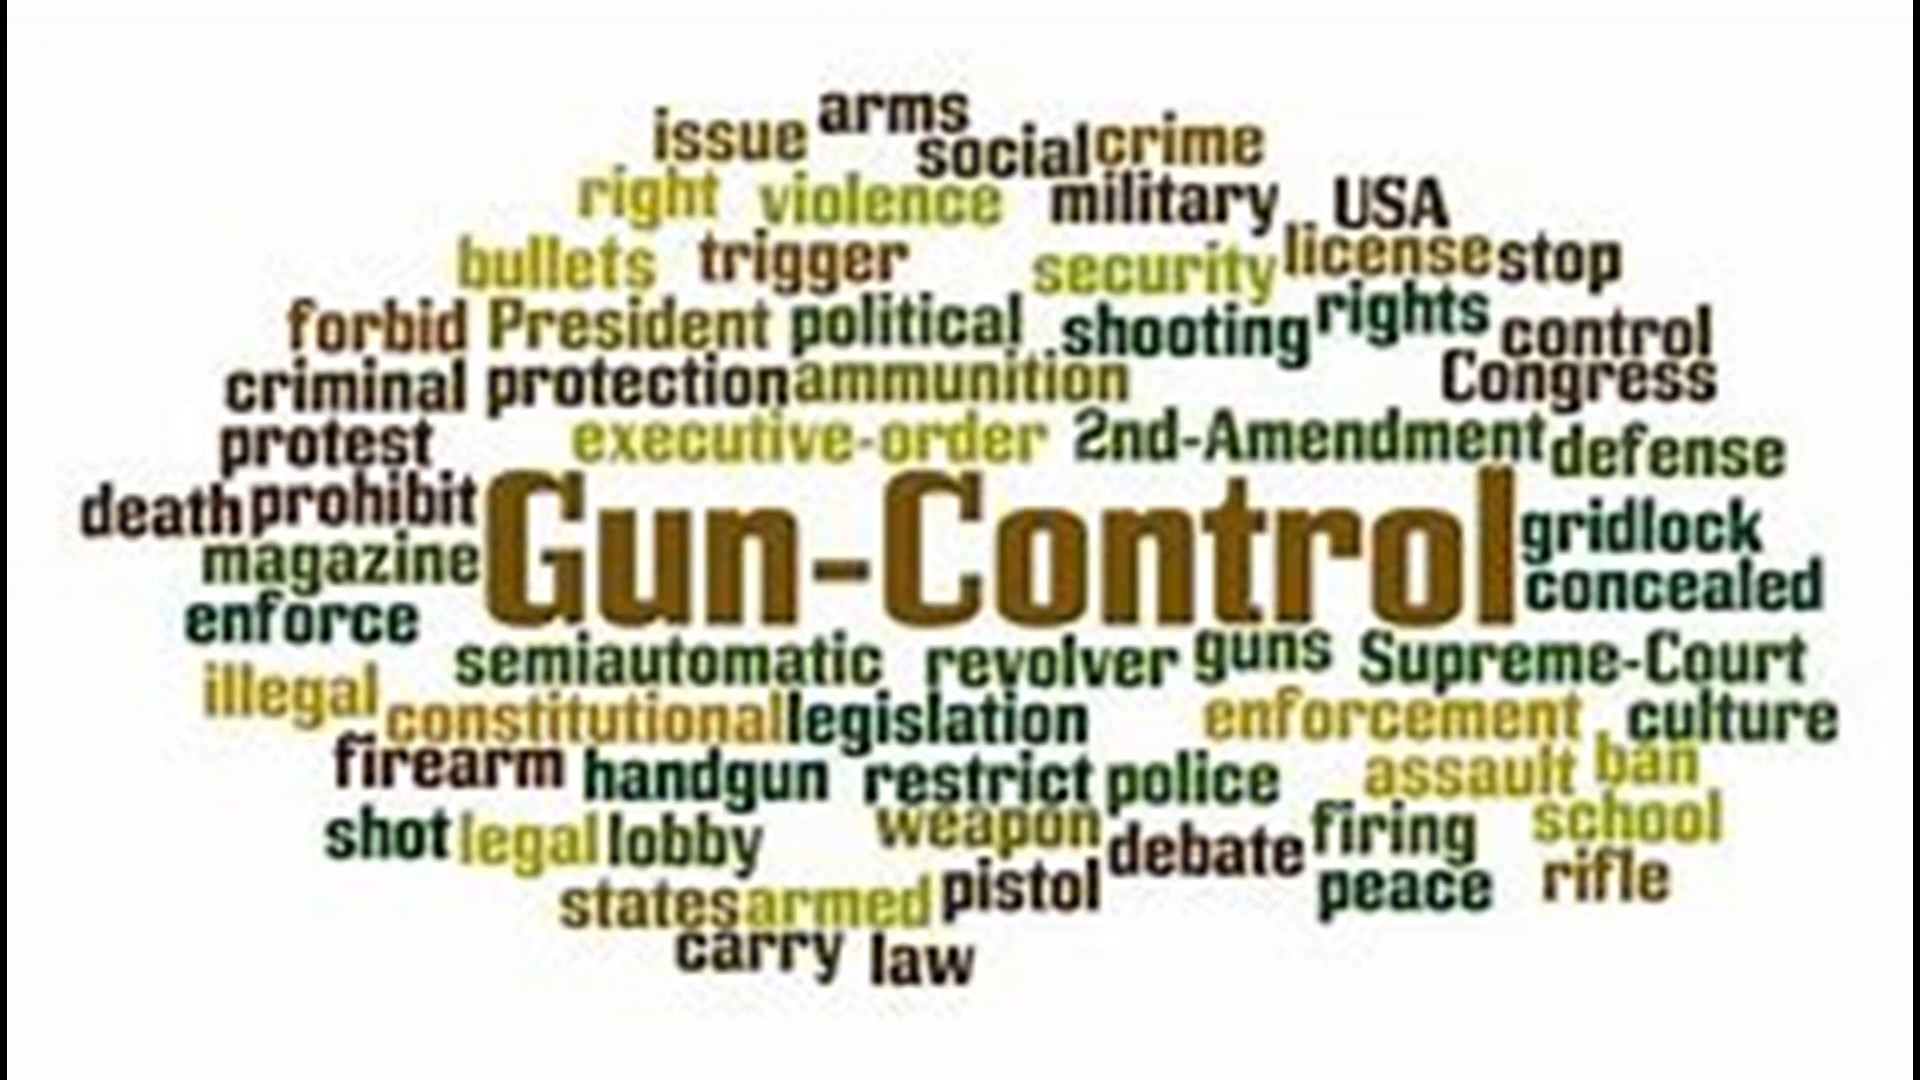 arms
issue social crime
right violence military USA
bullets trigger security license stop
forbid President political shooting rights control
criminal protection ammunition Congress
protest executive-order 2nd-Amendment defense
death prohibit Gun-Control gridlock
magazine concealed
enforce
semiautomatic revolver guns Supreme-Court
illegal constitutional legislation enforcement culture
firearm handgun restrict police assault ban
shot legal lobby weapon debate firing school
states armed pistol peace rifle
carry law